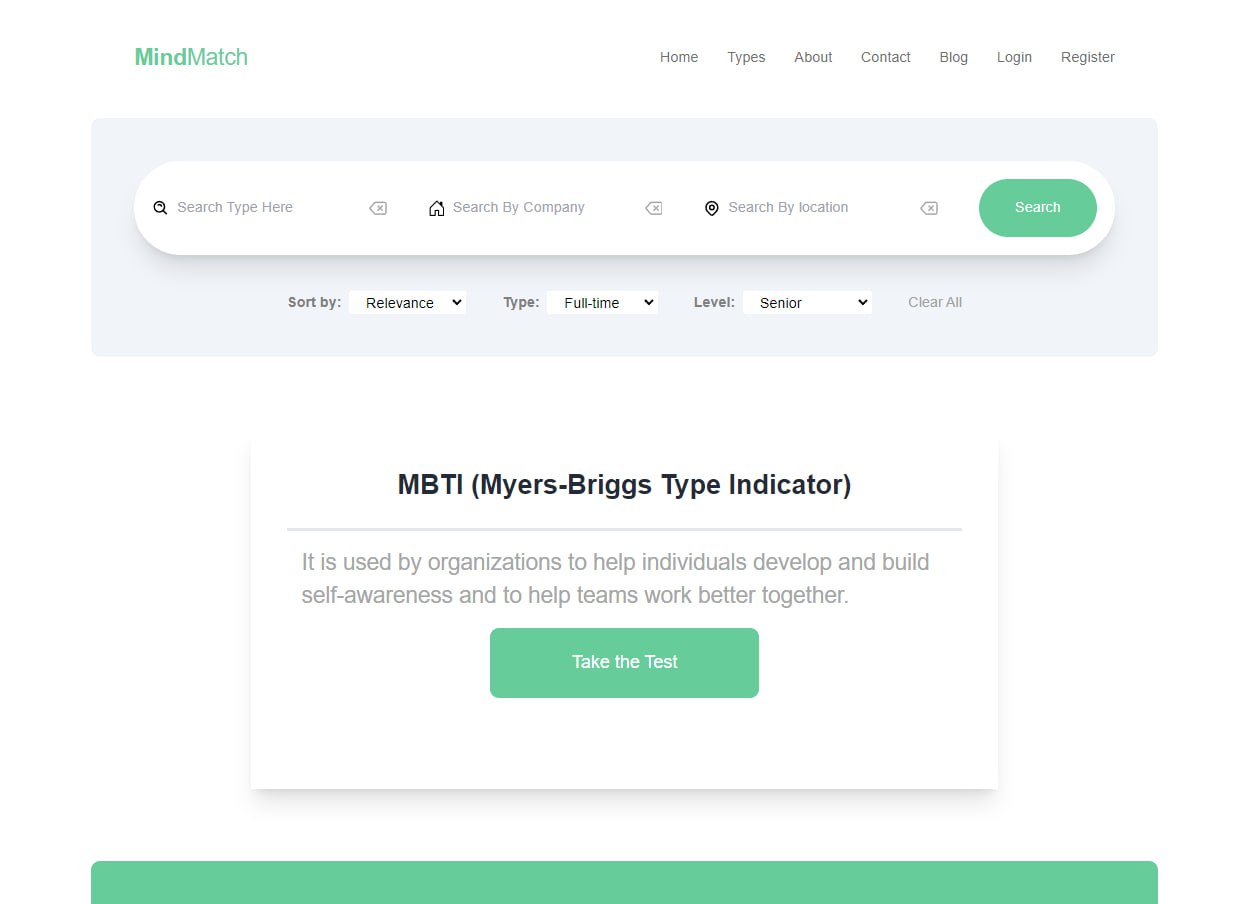 MindMatch
Home Types About Contact Blog Login Register
Search Type Here Search By Company Search By location Search
Sort by: Relevance Type: Full-time Level: Senior Clear All
MBTI (Myers-Briggs Type Indicator)
It is used by organizations to help individuals develop and build
self-awareness and to help teams work better together.
Take the Test